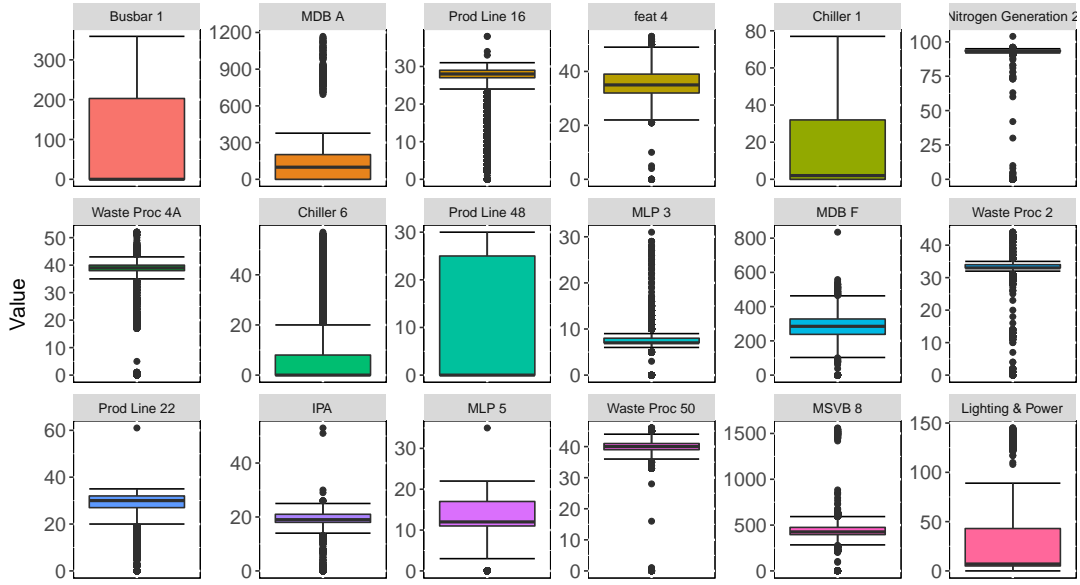 Busbar 1 MDB A Prod Line 16 feat 4 Chiller 1 Nitrogen Generation 2
300 200 100 0
1200 900 600 300 0
30 20 10 0
40 20 0
80 60 40 20 0
100 75 50 25 0
Waste Proc 4A Chiller 6 Prod Line 48 MLP 3 MDB F Waste Proc 2
Value
50 40 30 20 10 0
40 20 0
30 20 10 0
30 20 10 0
800 600 400 200 0
40 30 20 10 0
Prod Line 22 IPA MLP 5 Waste Proc 50 MSVB 8 Lighting & Power
60 40 20 0
40 20 0
30 20 10 0
40 30 20 10 0
1500 1000 500 0
150 100 50 0